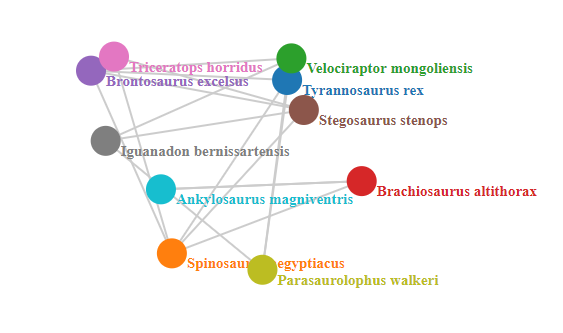 Triceratops horridus
Velociraptor mongoliensis
Brontosaurus excelsus
Tyrannosaurus rex
Stegosaurus stenops
Iguanadon bernissartensis
Brachiosaurus altithorax
Ankylosaurus magniventris
Spinosaurus egyptiacus
Parasaurolophus walkeri